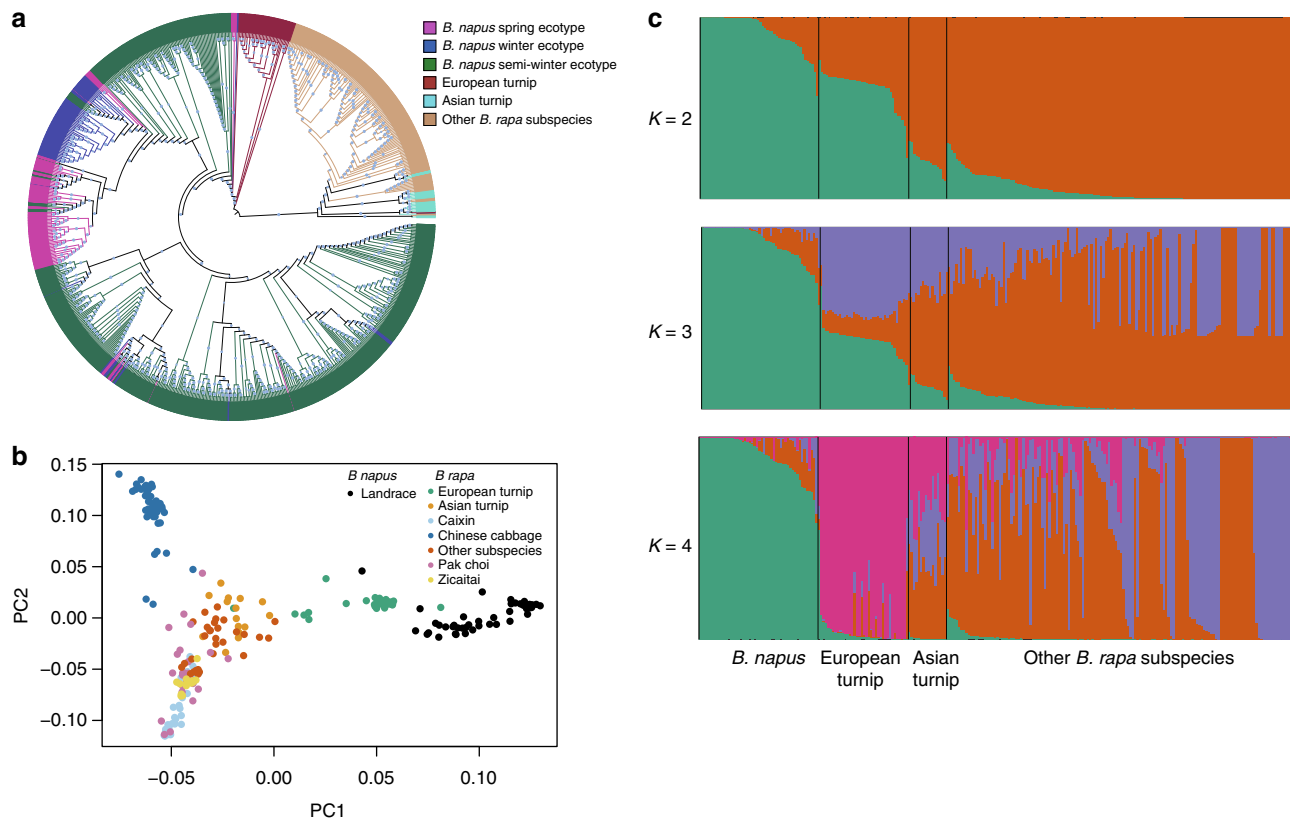 a
B. napus spring ecotype
B. napus winter ecotype
B. napus semi-winter ecotype
European turnip
Asian turnip
Other B. rapa subspecies
b
0.15
0.10
0.05
0.00
−0.05
−0.10
PC2
−0.05
0.00
0.05
0.10
PC1
B napus
Landrace
B rapa
European turnip
Asian turnip
Caixin
Chinese cabbage
Other subspecies
Pak choi
Zicaitai
c
K = 2
K = 3
K = 4
B. napus
European turnip
Asian turnip
Other B. rapa subspecies